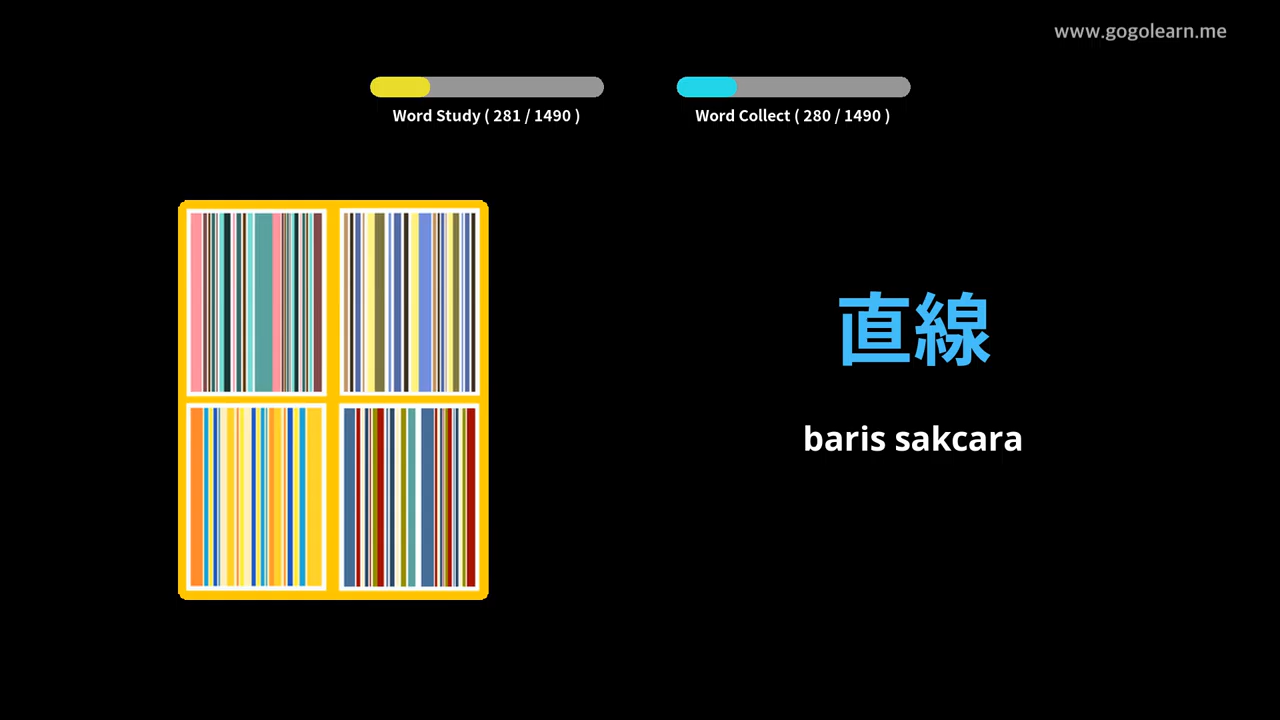 www.gogolearn.me
Word Study ( 281 / 1490 )
Word Collect ( 280 / 1490 )
直線
baris sakcara